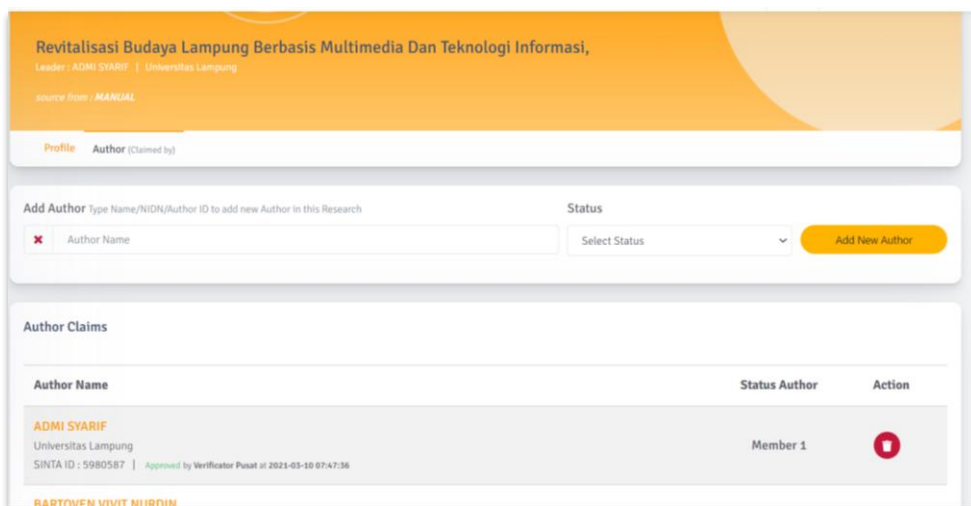 Revitalisasi Budaya Lampung Berbasis Multimedia Dan Teknologi Informasi,
Leader : ADMI SYARIF | Universitas Lampung
source from : MANUAL
Profile Author (Claimed by)
Add Author Type Name/NIDN/Author ID to add new Author in this Research Status
Author Name Select Status Add New Author
Author Claims
Author Name Status Author Action
ADMI SYARIF
Universitas Lampung Member 1
SINTA ID : 5980587 | Approved by Verificator Pusat at 2021-03-10 07:47:36
BARTOVEN VIVIT NURDIN